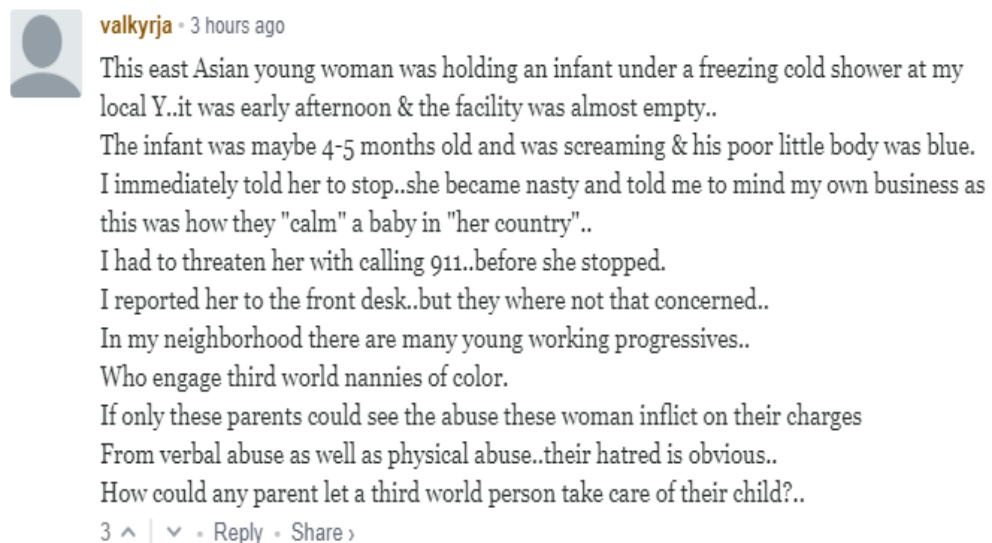 valkyrja • 3 hours ago
This east Asian young woman was holding an infant under a freezing cold shower at my
local Y..it was early afternoon & the facility was almost empty..
The infant was maybe 4-5 months old and was screaming & his poor little body was blue.
I immediately told her to stop..she became nasty and told me to mind my own business as
this was how they "calm" a baby in "her country"..
I had to threaten her with calling 911..before she stopped.
I reported her to the front desk..but they where not that concerned..
In my neighborhood there are many young working progressives..
Who engage third world nannies of color.
If only these parents could see the abuse these woman inflict on their charges
From verbal abuse as well as physical abuse..their hatred is obvious..
How could any parent let a third world person take care of their child?..
3 • Reply • Share ›